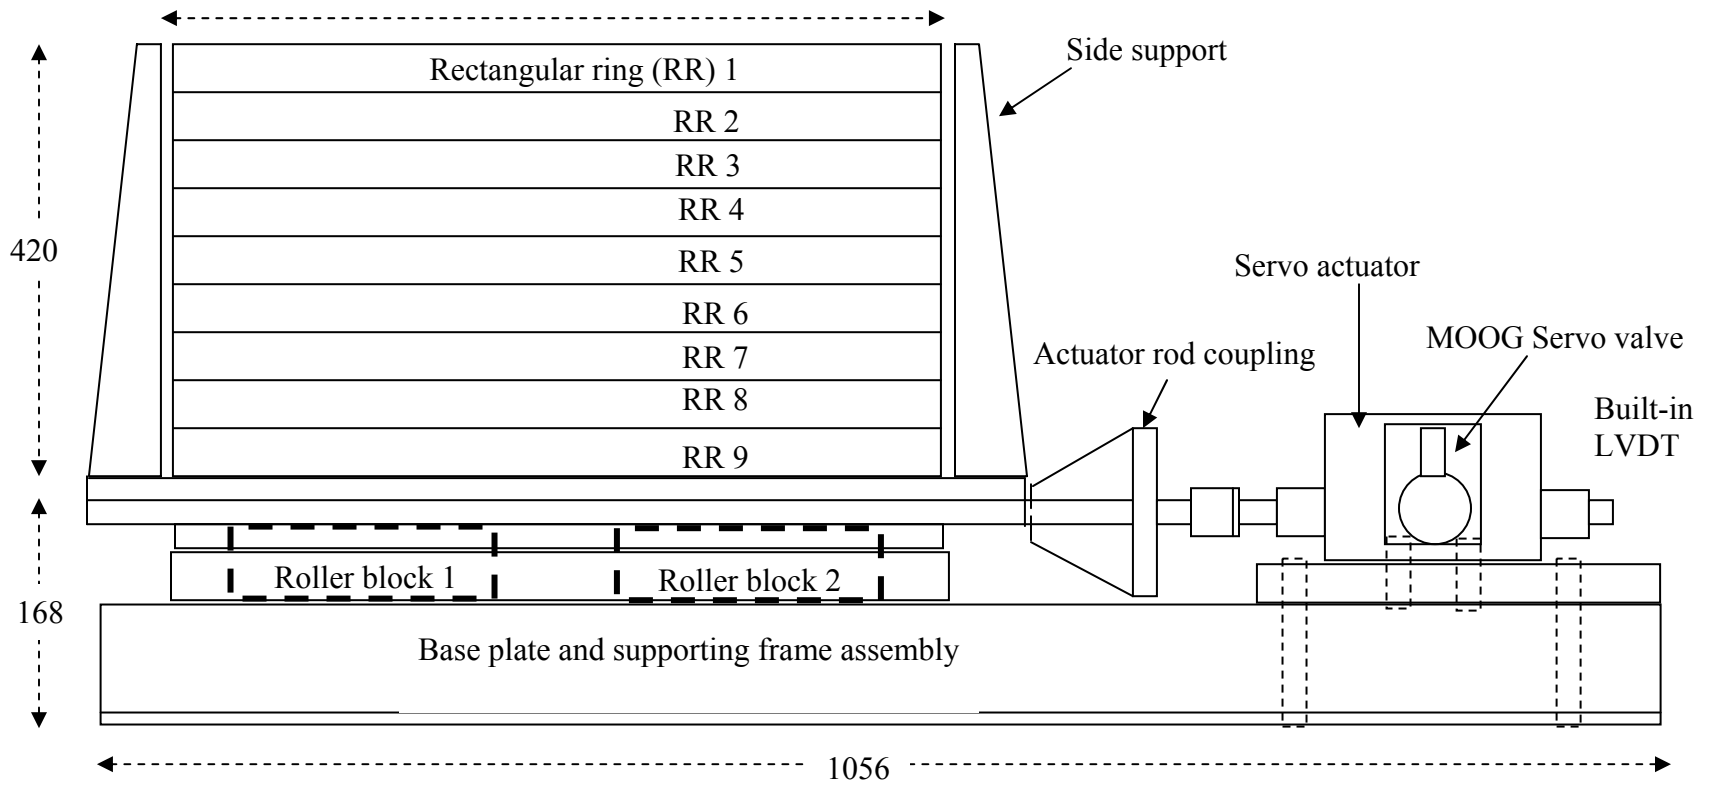 Rectangular ring (RR) 1
Side support
RR 2
RR 3
RR 4
420
RR 5
Servo actuator
RR 6
MOOG Servo valve
RR 7
Actuator rod coupling
RR 8
Built-in
LVDT
RR 9
Roller block 1
Roller block 2
168
Base plate and supporting frame assembly
1056